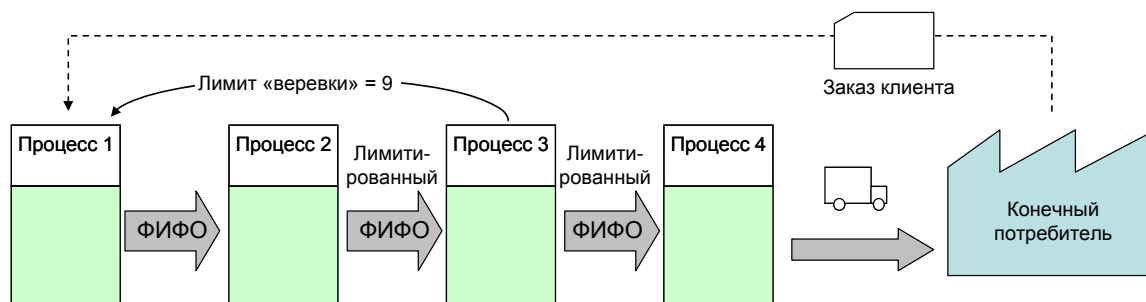 Заказ клиента
Лимит «веревки» = 9
Процесс 1
Процесс 2
Лимити-
рованный
Процесс 3
Лимити-
рованный
Процесс 4
ФИФО
ФИФО
ФИФО
Конечный
потребитель